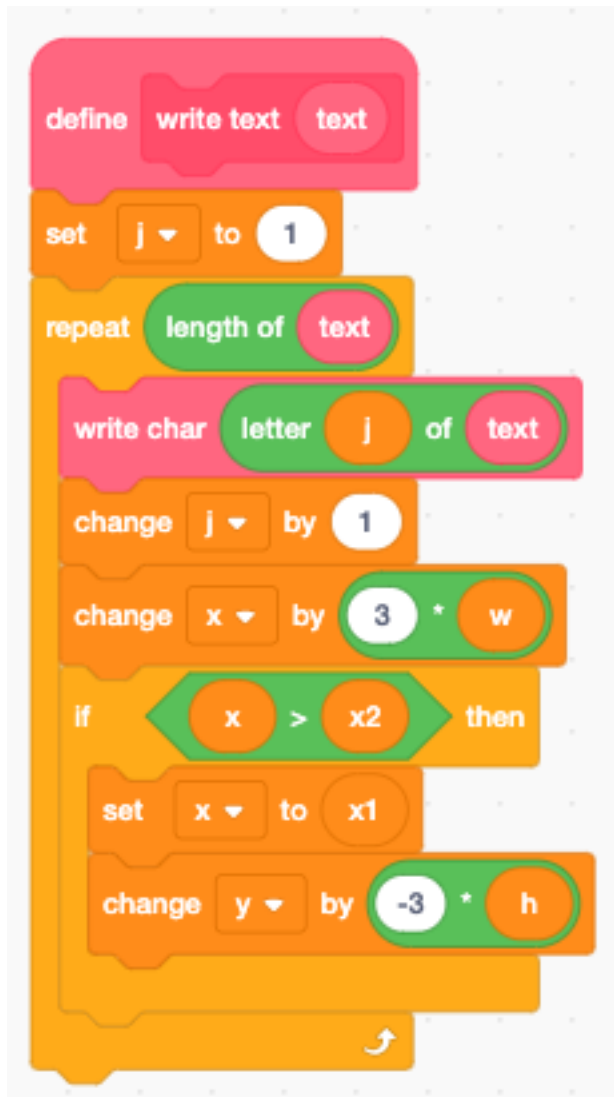 define write text text
set j to 1
repeat length of text
write char letter j of text
change j by 1
change x by 3 * w
if x > x2 then
set x to x1
change y by -3 * h